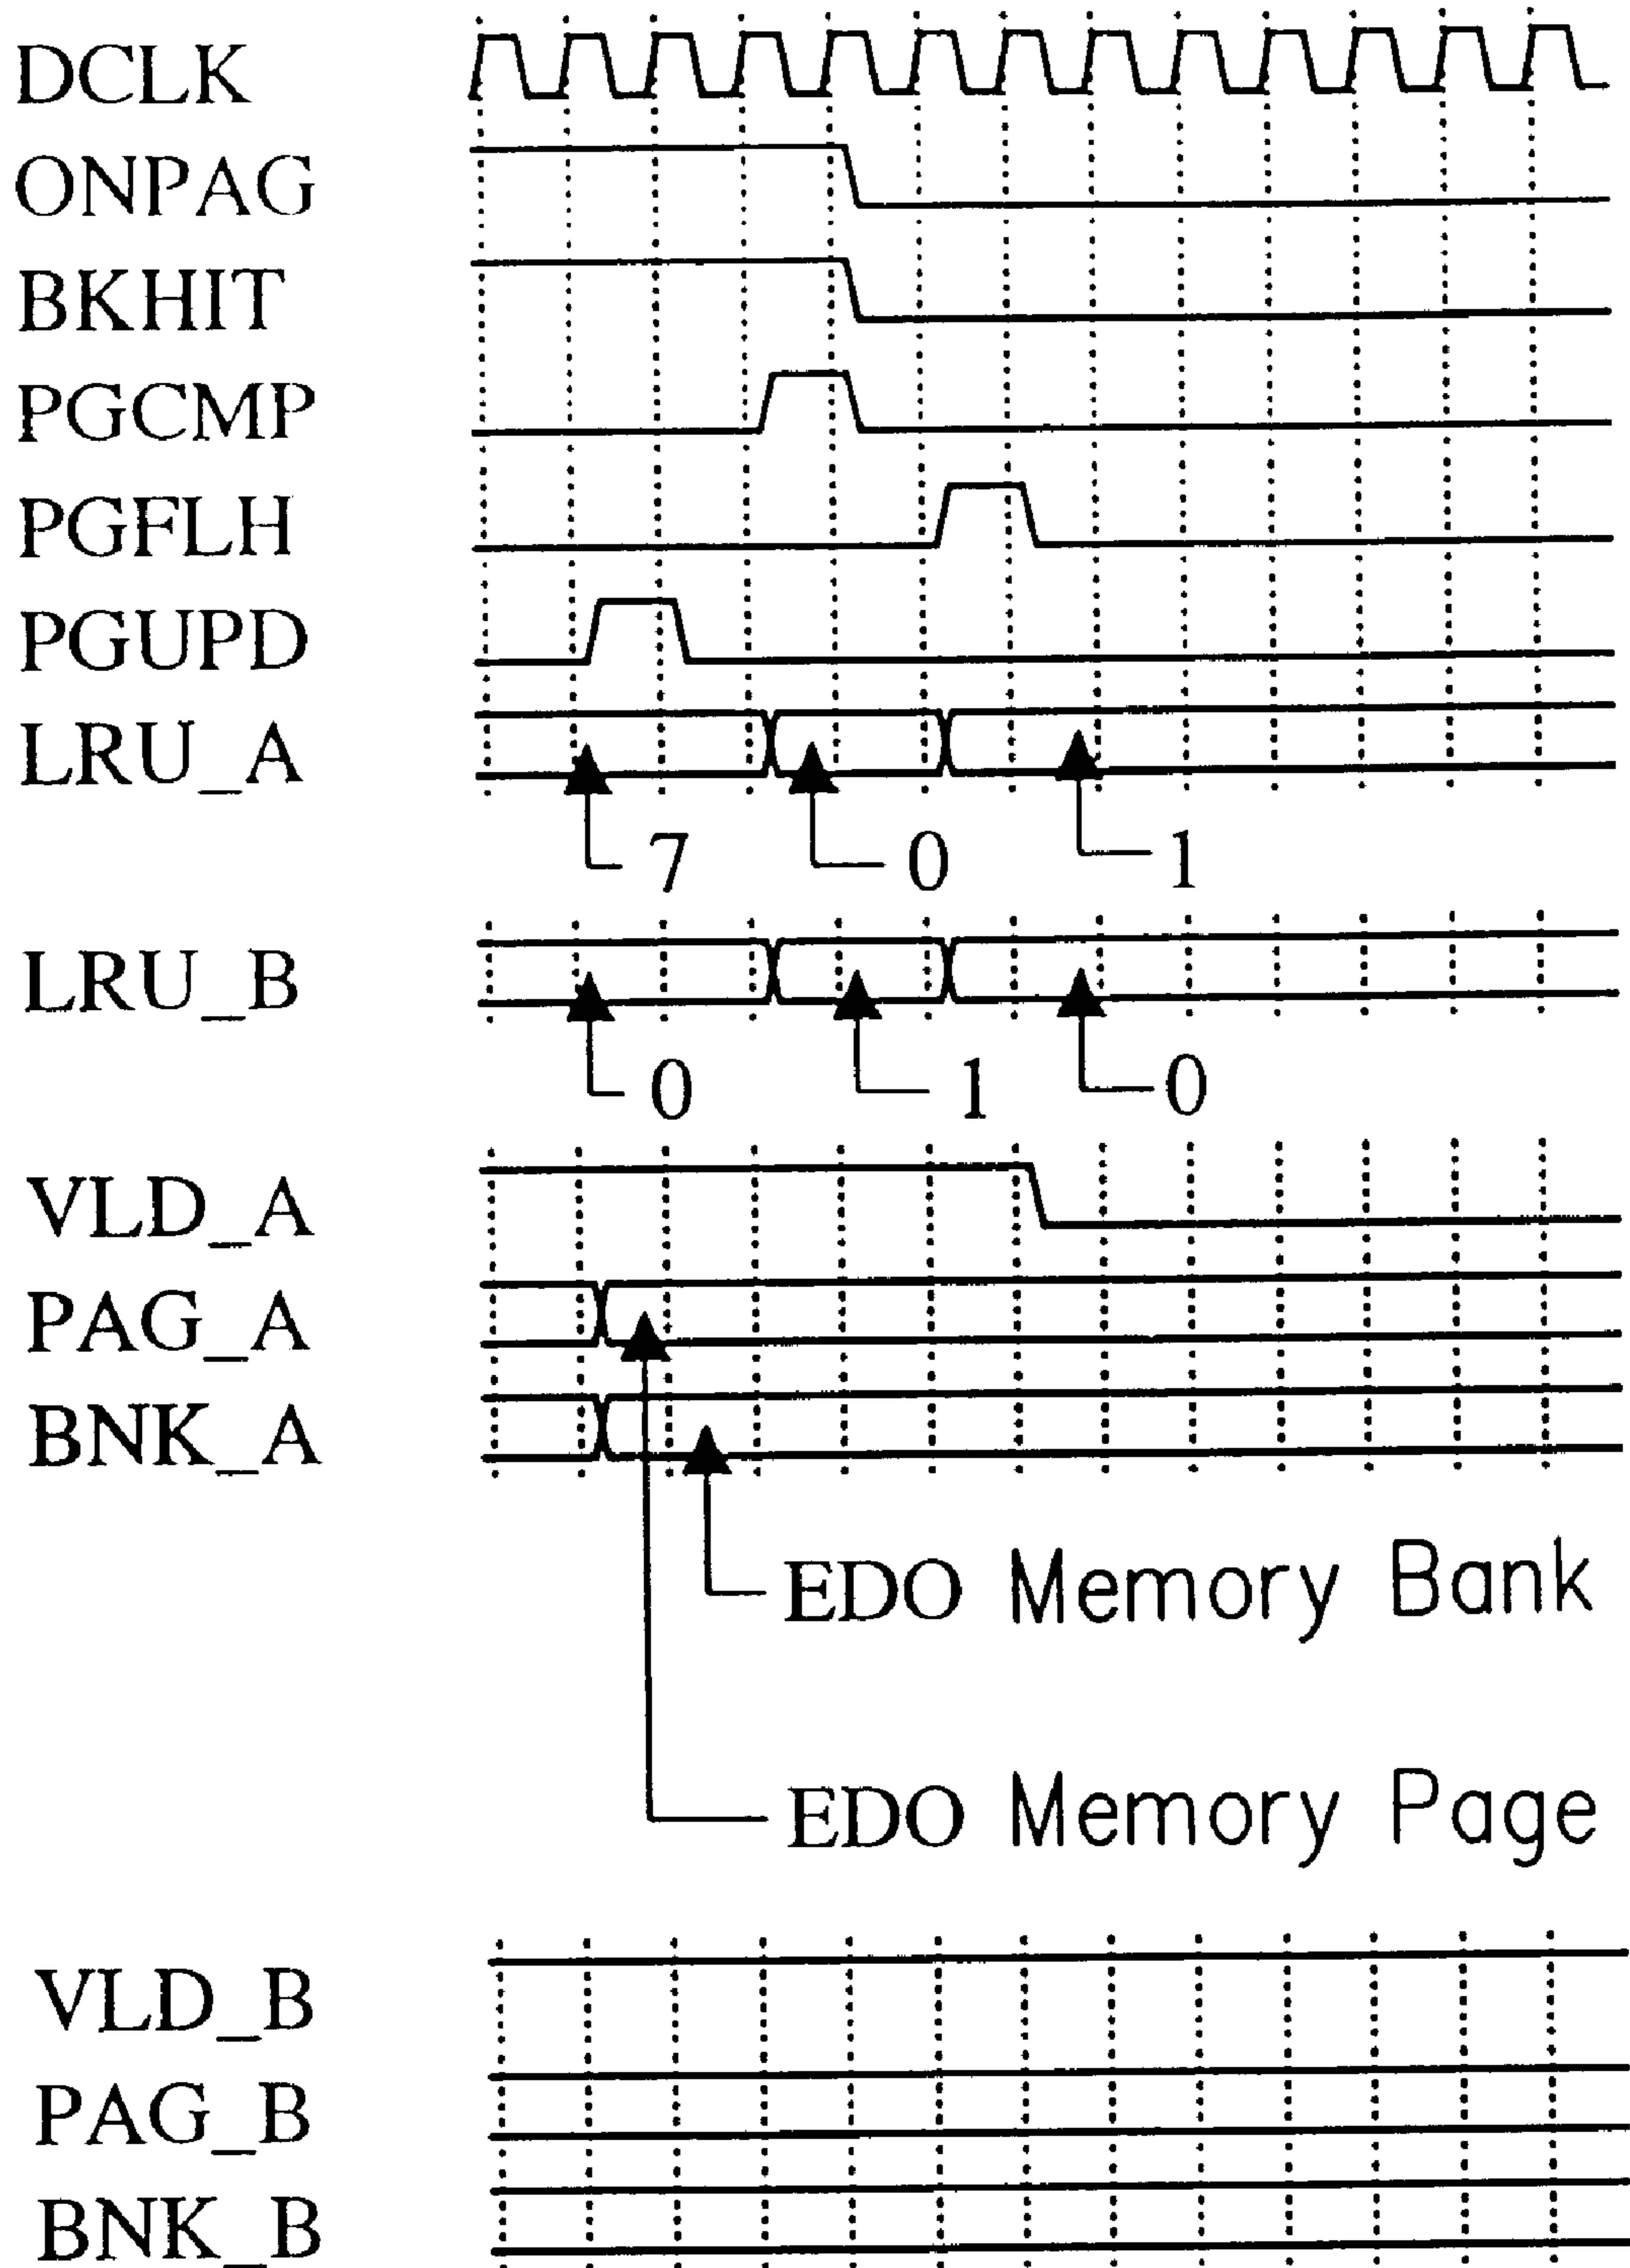 DCLK
ONPAG
BKHIT
PGCMP
PGFLH
PGUPD
LRU_A
7 0 1
LRU_B
0 1 0
VLD_A
PAG_A
BNK_A
EDO Memory Bank
EDO Memory Page
VLD_B
PAG_B
BNK_B